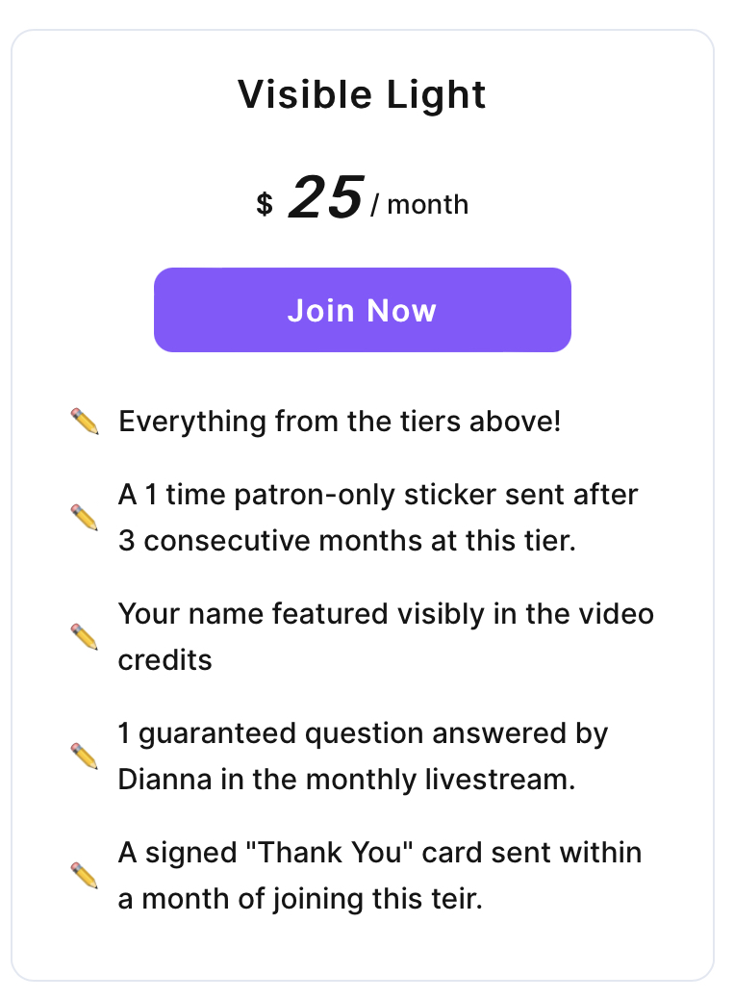 Visible Light
$ 25 / month
Join Now
Everything from the tiers above!
A 1 time patron-only sticker sent after
3 consecutive months at this tier.
Your name featured visibly in the video
credits
1 guaranteed question answered by
Dianna in the monthly livestream.
A signed "Thank You" card sent within
a month of joining this teir.